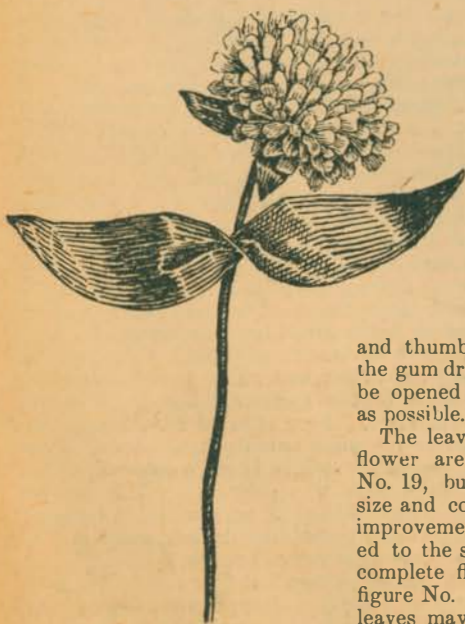 and thumb
the gum dr
be opened
as possible.
The leav
flower are
No. 19, bu
size and co
improveme
ed to the s
complete fl
figure No.
leaves may